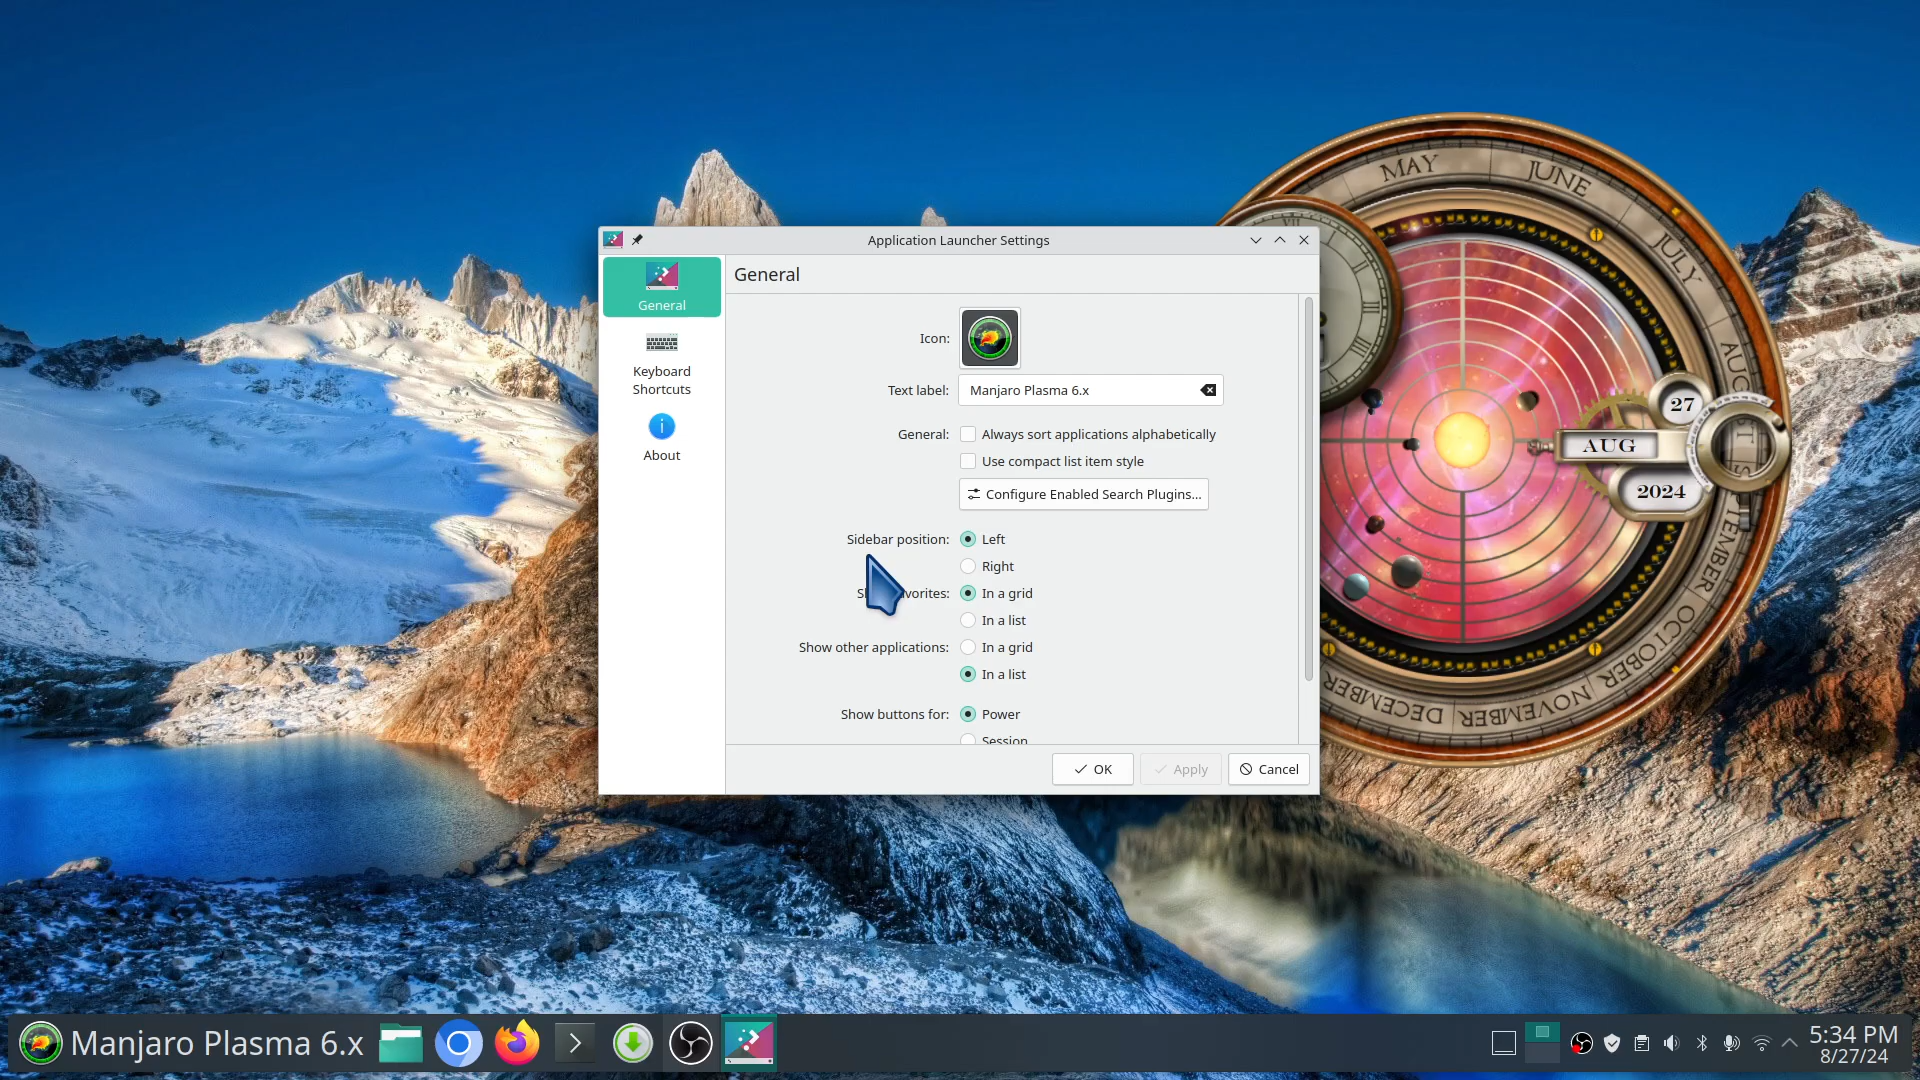 Application Launcher Settings
General
General
Keyboard
Shortcuts
About
Icon:
Text label:
Manjaro Plasma 6.x
General:
Always sort applications alphabetically
Use compact list item style
Configure Enabled Search Plugins...
Sidebar position:
Left
Right
In a grid
In a list
Show other applications:
In a grid
In a list
Show buttons for:
Power
Session
OK
Apply
Cancel
MAY
JUNE
JULY
27
AUG
2024
OCTOBER
NOVEMBER
DECEMBER
Manjaro Plasma 6.x
5:34 PM
8/27/24